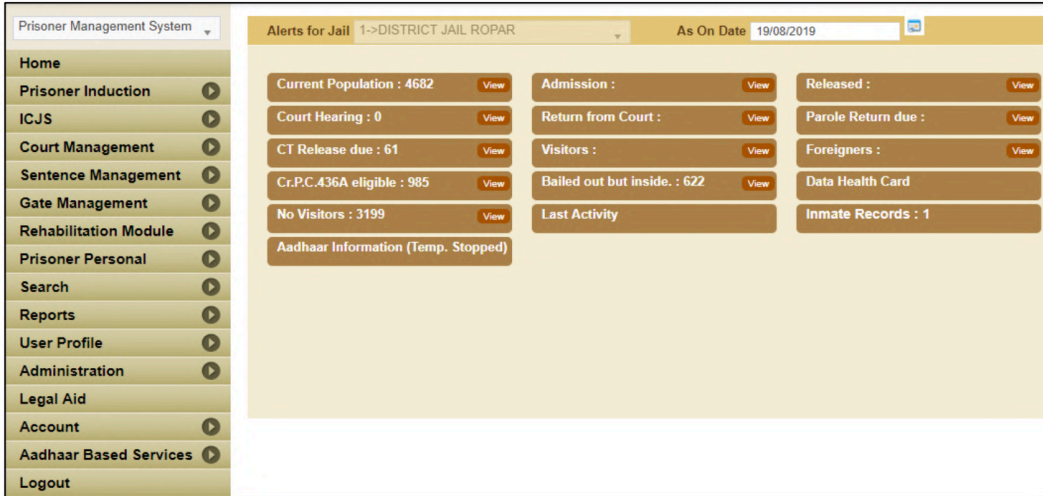 Prisoner Management System
Home
Prisoner Induction
ICJS
Court Management
Sentence Management
Gate Management
Rehabilitation Module
Prisoner Personal
Search
Reports
User Profile
Administration
Legal Aid
Account
Aadhaar Based Services
Logout
Alerts for Jail 1->DISTRICT JAIL ROPAR As On Date 19/08/2019
Current Population : 4682 View Admission : View Released : View
Court Hearing : 0 View Return from Court : View Parole Return due : View
CT Release due : 61 View Visitors : View Foreigners : View
Cr.P.C.436A eligible : 985 View Bailed out but inside. : 622 View Data Health Card
No Visitors : 3199 View Last Activity Inmate Records : 1
Aadhaar Information (Temp. Stopped)